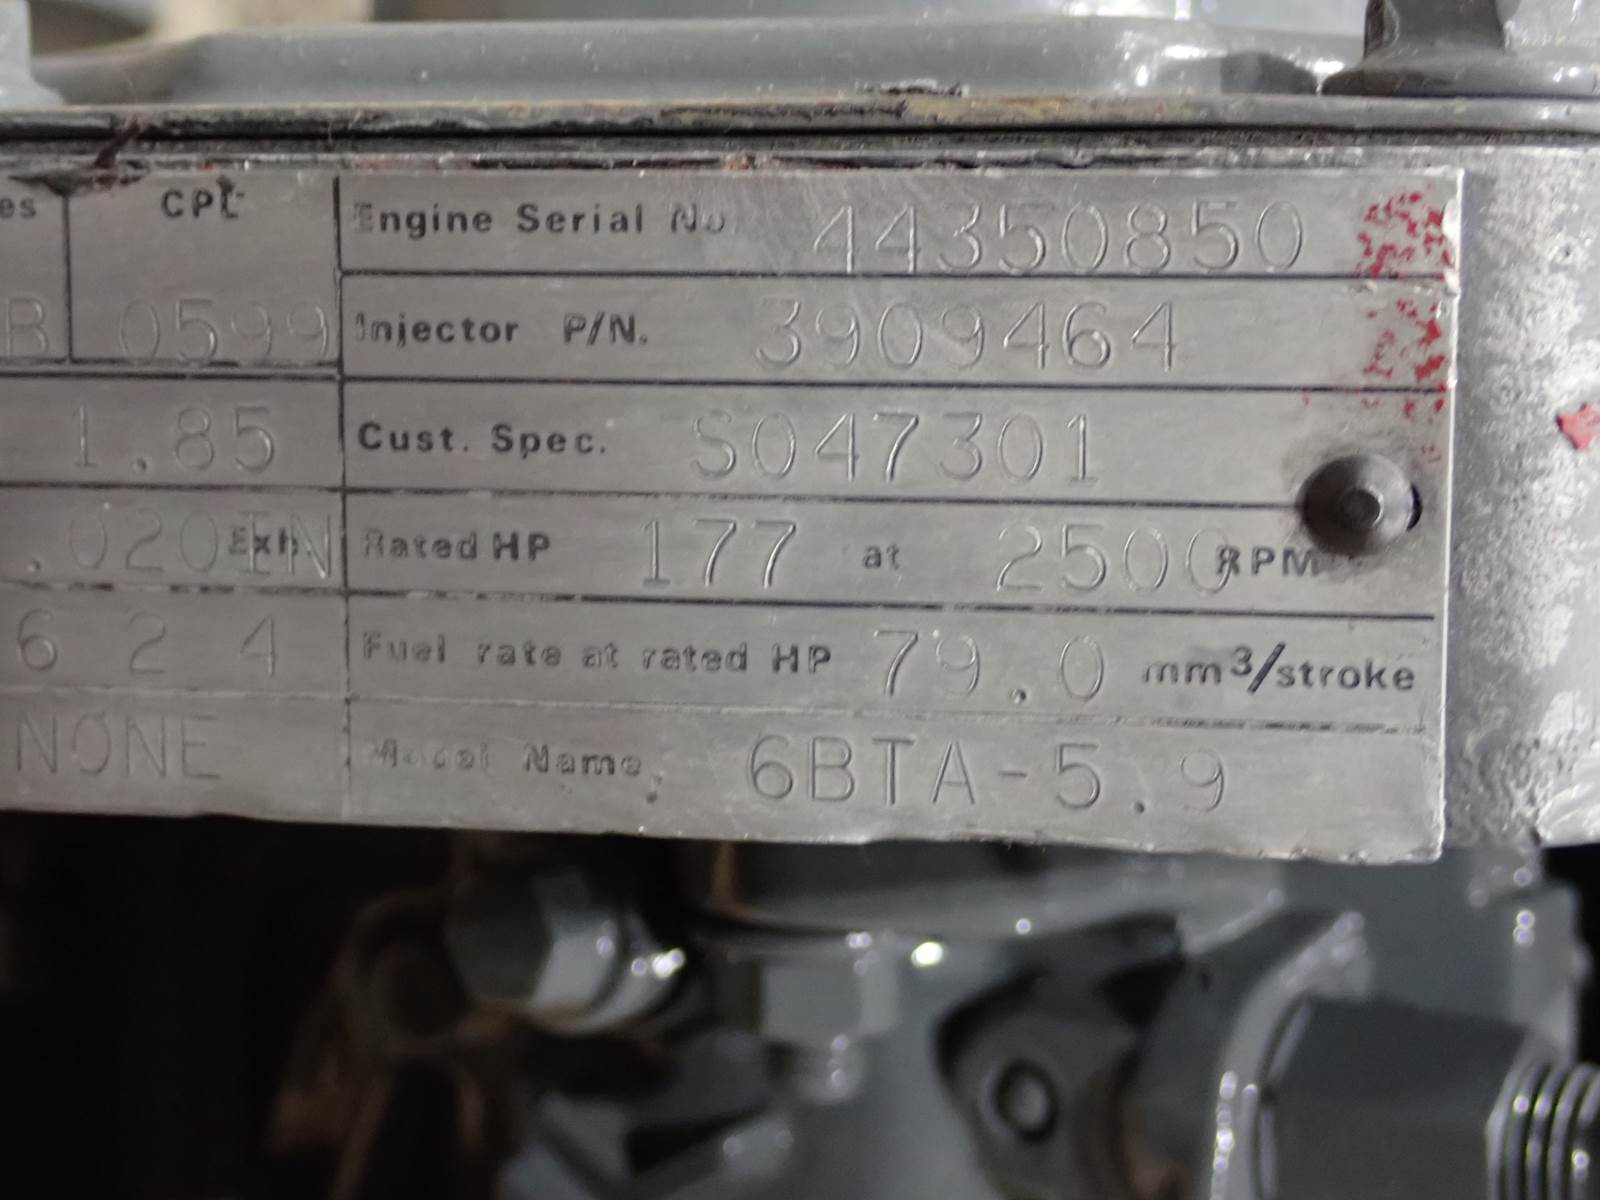 es CPL Engine Serial No. 44350850
B 0599 Injector P/N. 3909464
1.85 Cust. Spec. S047301
.020IN Exh. Rated HP 177 at 2500 RPM
6 2 4 Fuel rate at rated HP 79.0 mm³/stroke
NONE Model Name. 6BTA-5.9